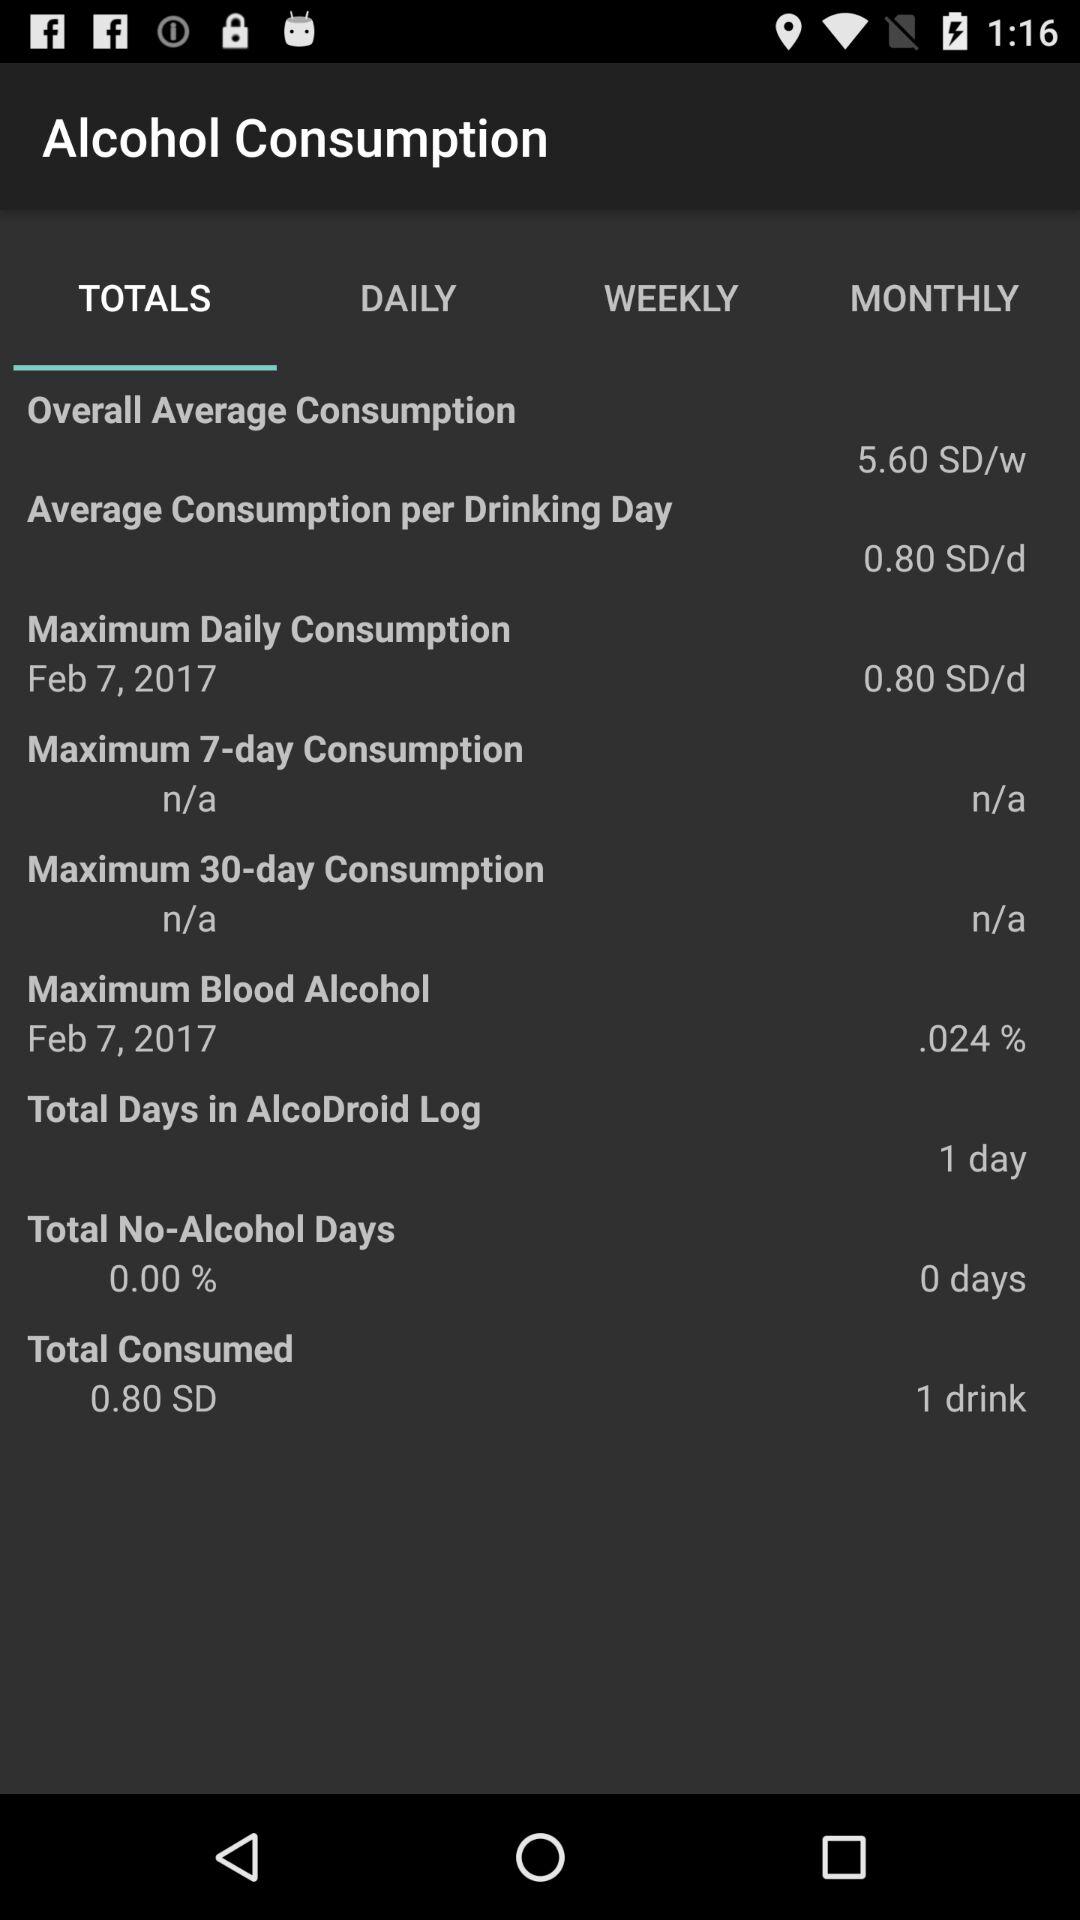 1:16
Alcohol Consumption
TOTALS DAILY WEEKLY MONTHLY
Overall Average Consumption
5.60 SD/w
Average Consumption per Drinking Day
0.80 SD/d
Maximum Daily Consumption
Feb 7, 2017 0.80 SD/d
Maximum 7-day Consumption
n/a n/a
Maximum 30-day Consumption
n/a n/a
Maximum Blood Alcohol
Feb 7, 2017 .024 %
Total Days in AlcoDroid Log
1 day
Total No-Alcohol Days
0.00 % 0 days
Total Consumed
0.80 SD 1 drink